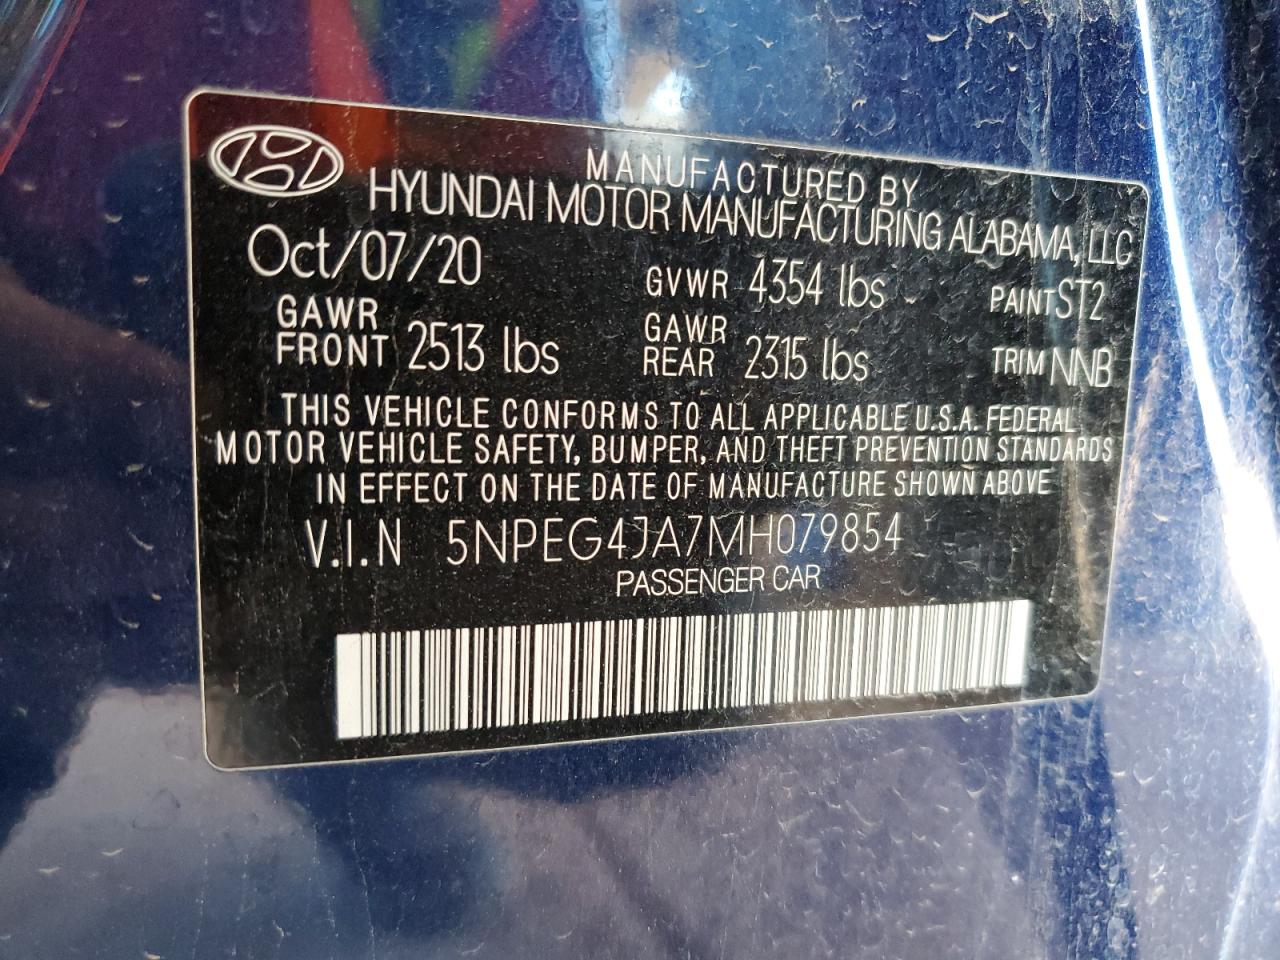 MANUFACTURED BY
HYUNDAI MOTOR MANUFACTURING ALABAMA, LLC
Oct/07/20 GVWR 4354 lbs PAINT ST2
GAWR FRONT 2513 lbs GAWR REAR 2315 lbs TRIM NNB
THIS VEHICLE CONFORMS TO ALL APPLICABLE U.S.A. FEDERAL
MOTOR VEHICLE SAFETY, BUMPER, AND THEFT PREVENTION STANDARDS
IN EFFECT ON THE DATE OF MANUFACTURE SHOWN ABOVE
V.I.N 5NPEG4JA7MH079854
PASSENGER CAR